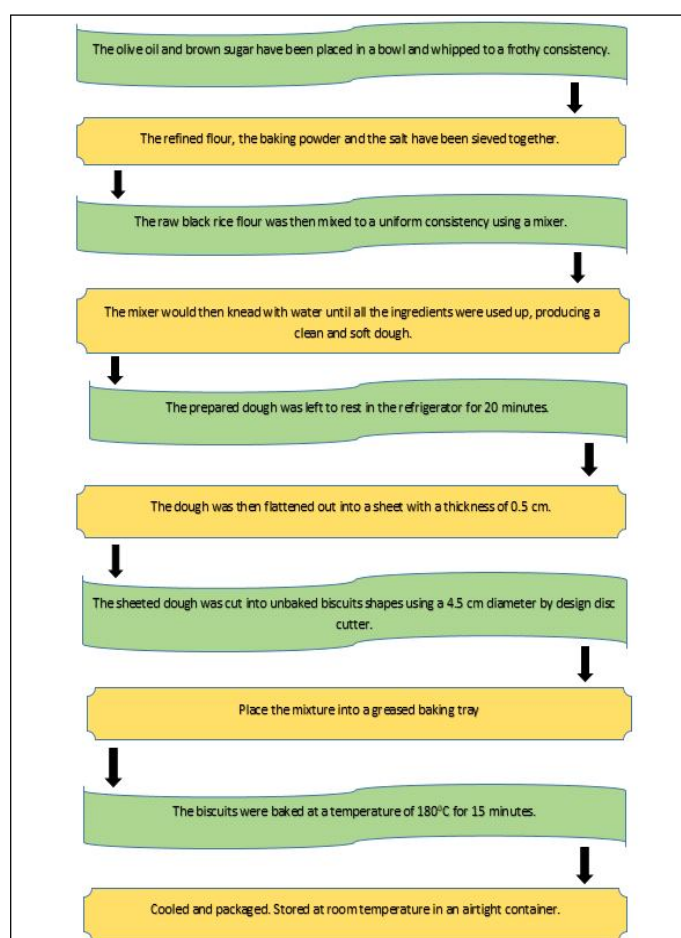 The olive oil and brown sugar have been placed in a bowl and whipped to a frothy consistency.
The refined flour, the baking powder and the salt have been sieved together.
The raw black rice flour was then mixed to a uniform consistency using a mixer.
The mixer would then knead with water until all the ingredients were used up, producing a
clean and soft dough.
The prepared dough was left to rest in the refrigerator for 20 minutes.
The dough was then flattened out into a sheet with a thickness of 0.5 cm.
The sheeted dough was cut into unbaked biscuits shapes using a 4.5 cm diameter by design disc
cutter.
Place the mixture into a greased baking tray
The biscuits were baked at a temperature of 180°C for 15 minutes.
Cooled and packaged. Stored at room temperature in an airtight container.